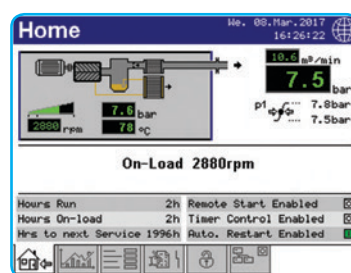 Home
We. 08.Mar.2017
16:26:22
10.6 m³/min
7.5 bar
p1 7.8bar
7.5bar
7.6 bar
2880 rpm
78 °C
On-Load 2880rpm
Hours Run 2h Remote Start Enabled
Hours On-load 2h Timer Control Enabled
Hrs to next Service 1996h Auto. Restart Enabled